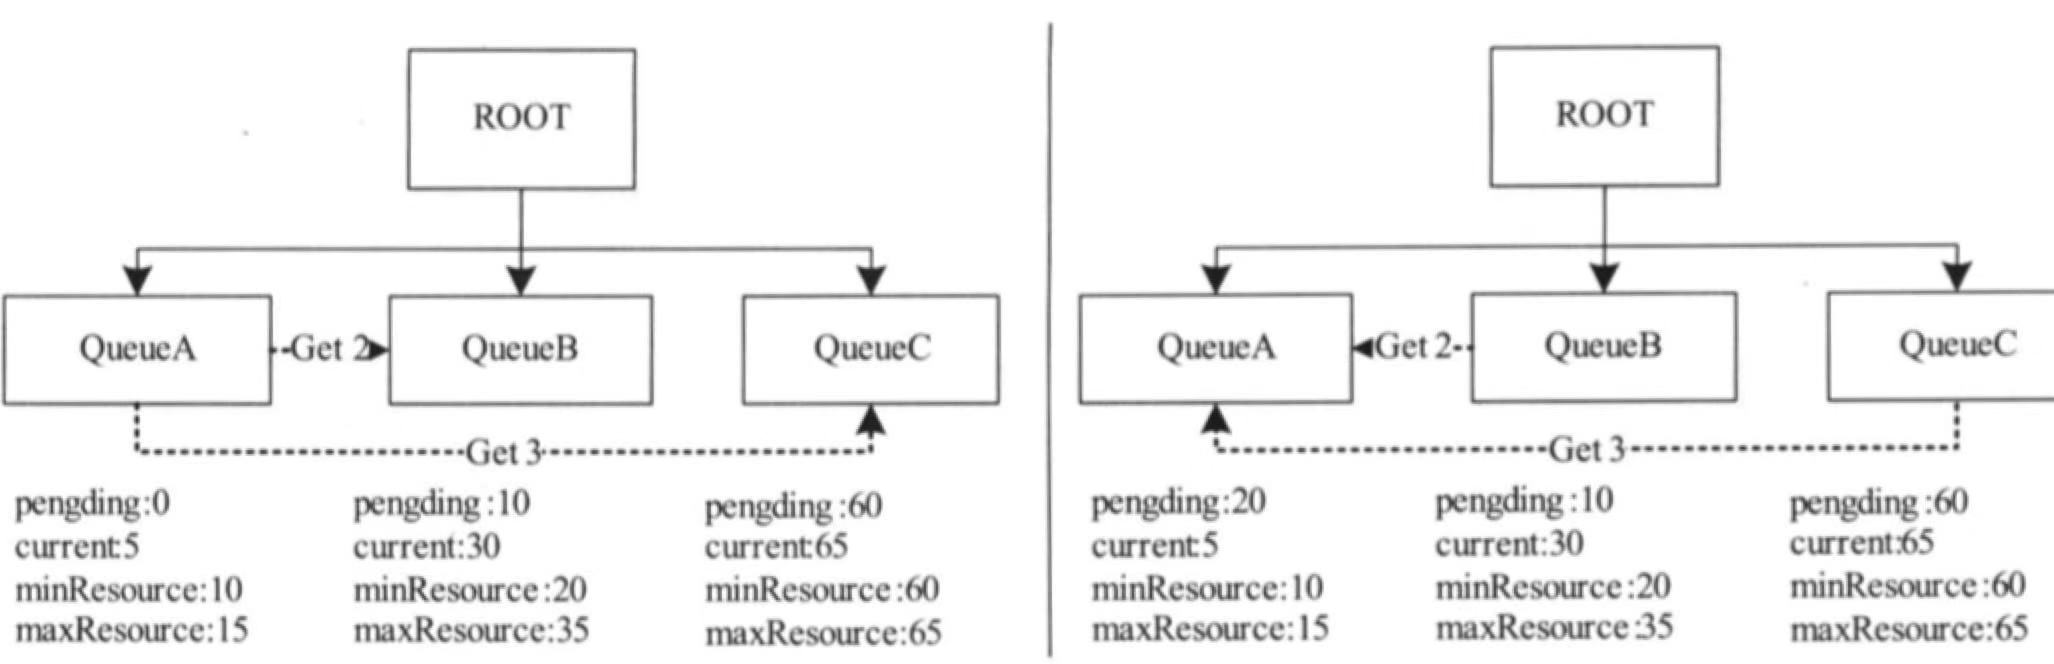 ROOT
QueueA
Get 2
QueueB
QueueC
Get 3
pengding:0
current:5
minResource:10
maxResource:15
pengding :10
current:30
minResource:20
maxResource:35
pengding :60
current:65
minResource:60
maxResource:65
ROOT
QueueA
Get 2
QueueB
QueueC
Get 3
pengding:20
current:5
minResource:10
maxResource:15
pengding :10
current:30
minResource:20
maxResource:35
pengding :60
current:65
minResource:60
maxResource:65